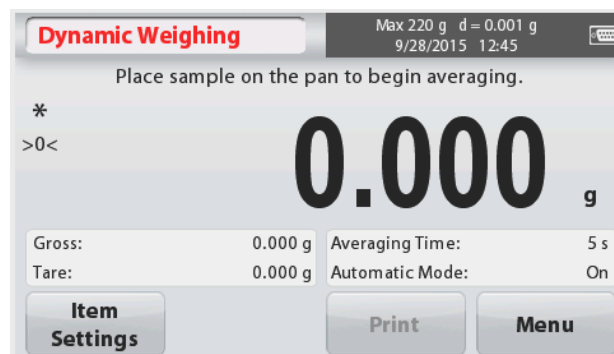 Dynamic Weighing
Max 220 g d = 0.001 g
9/28/2015 12:45
Place sample on the pan to begin averaging.
*
>0<
0.000 g
Gross: 0.000 g
Tare: 0.000 g
Averaging Time: 5 s
Automatic Mode: On
Item
Settings
Print
Menu